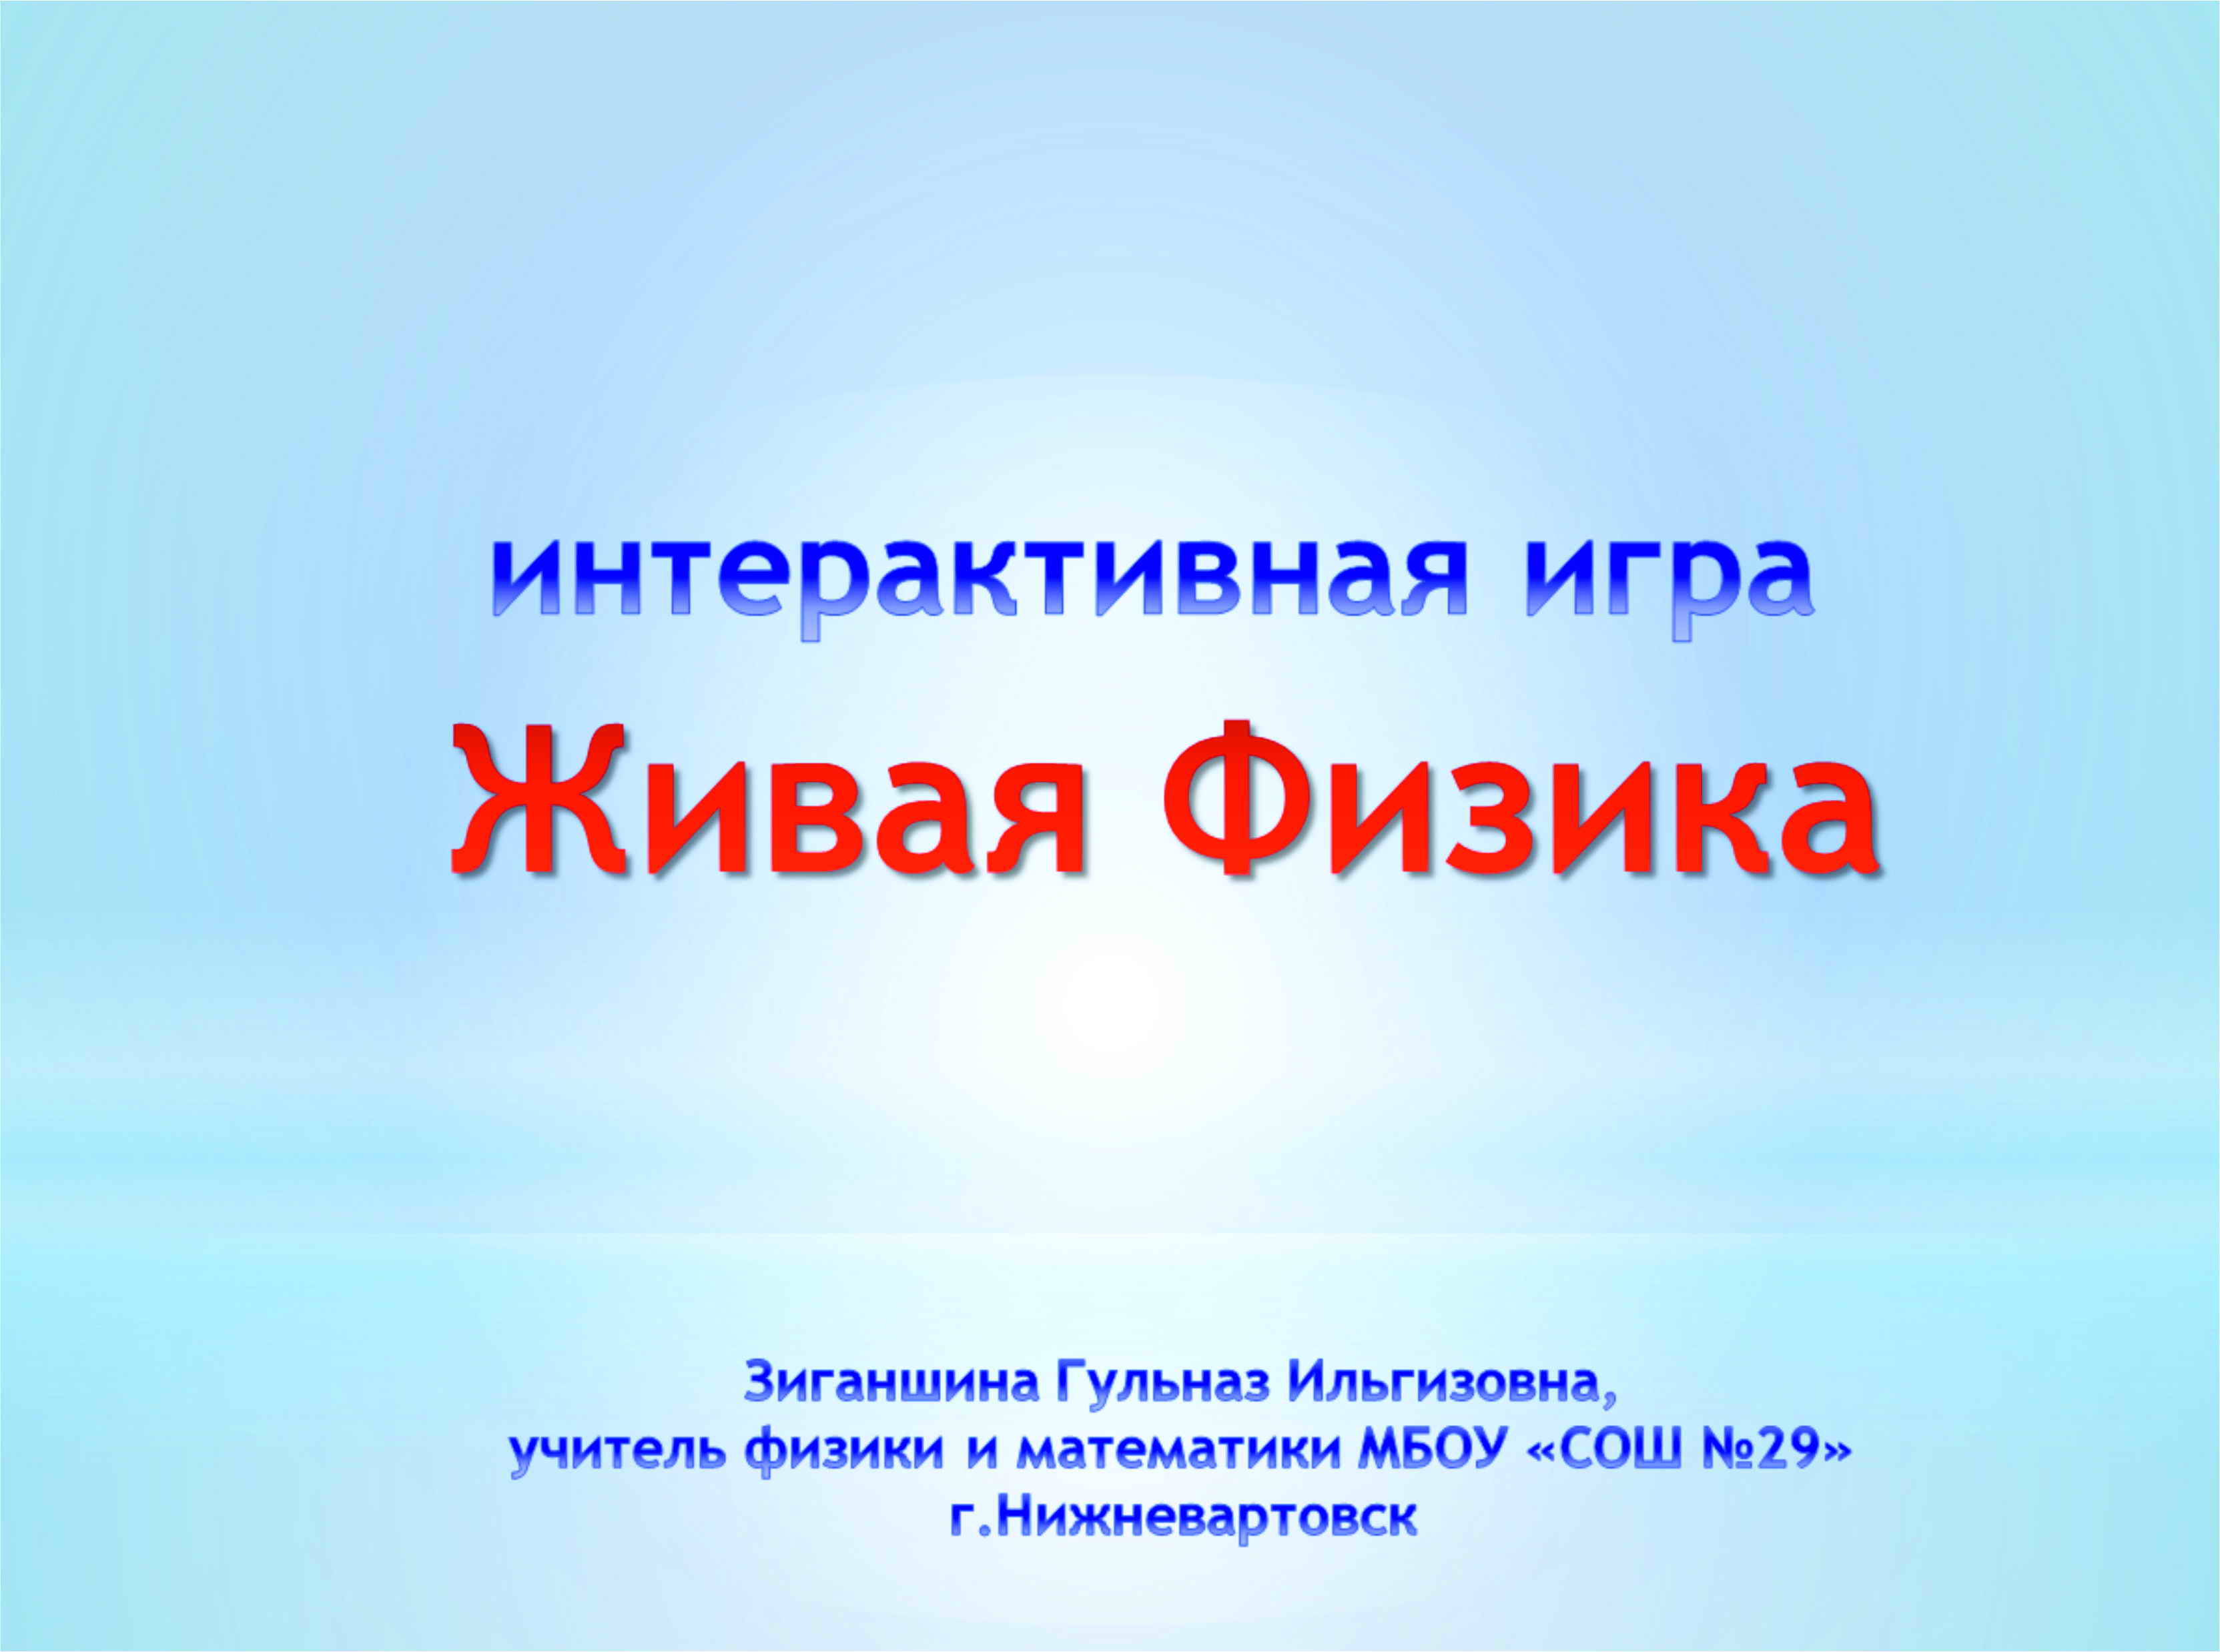 интерактивная игра
Живая Физика
Зиганшина Гульназ Ильгизовна,
учитель физики и математики МБОУ «СОШ №29»
г.Нижневартовск